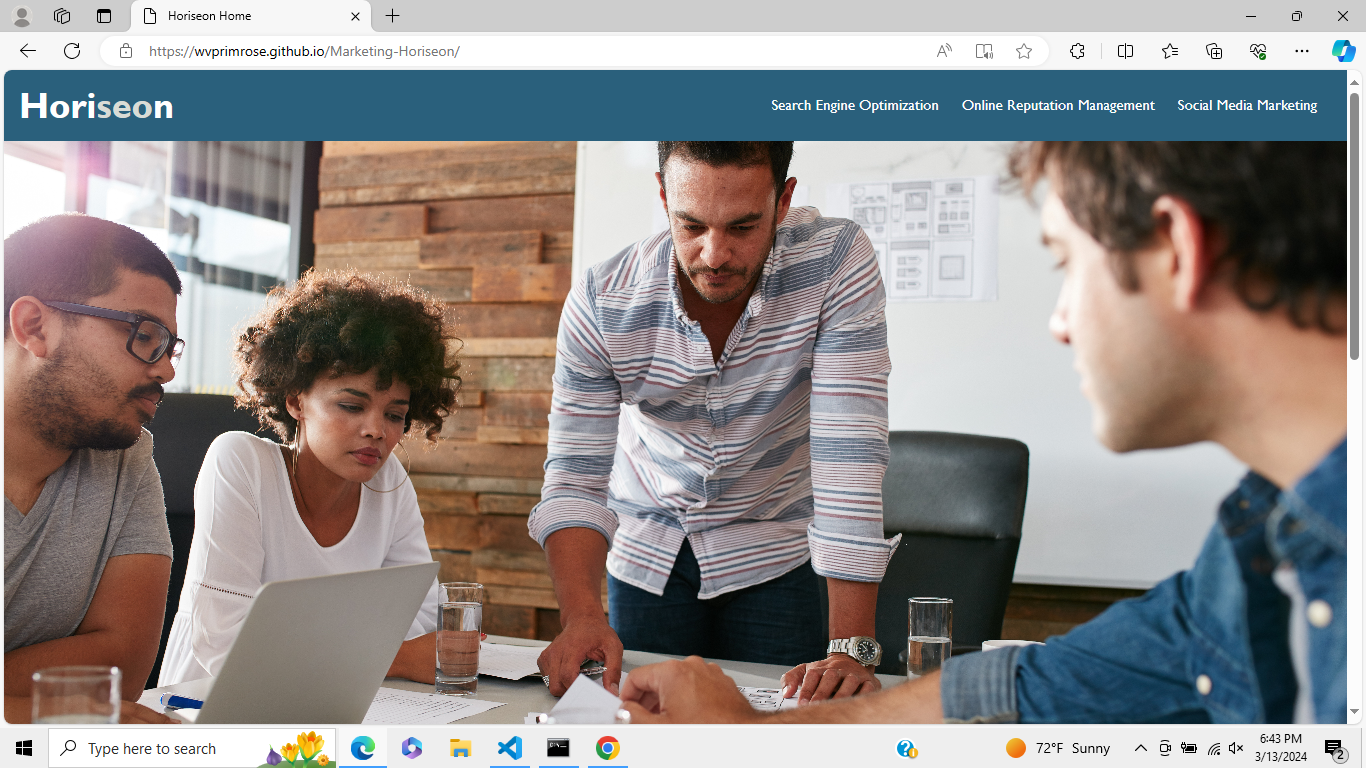 Horiseon Home
https://wvprimrose.github.io/Marketing-Horiseon/
Horiseon
Search Engine Optimization Online Reputation Management Social Media Marketing
Type here to search
72°F Sunny
6:43 PM
3/13/2024
2